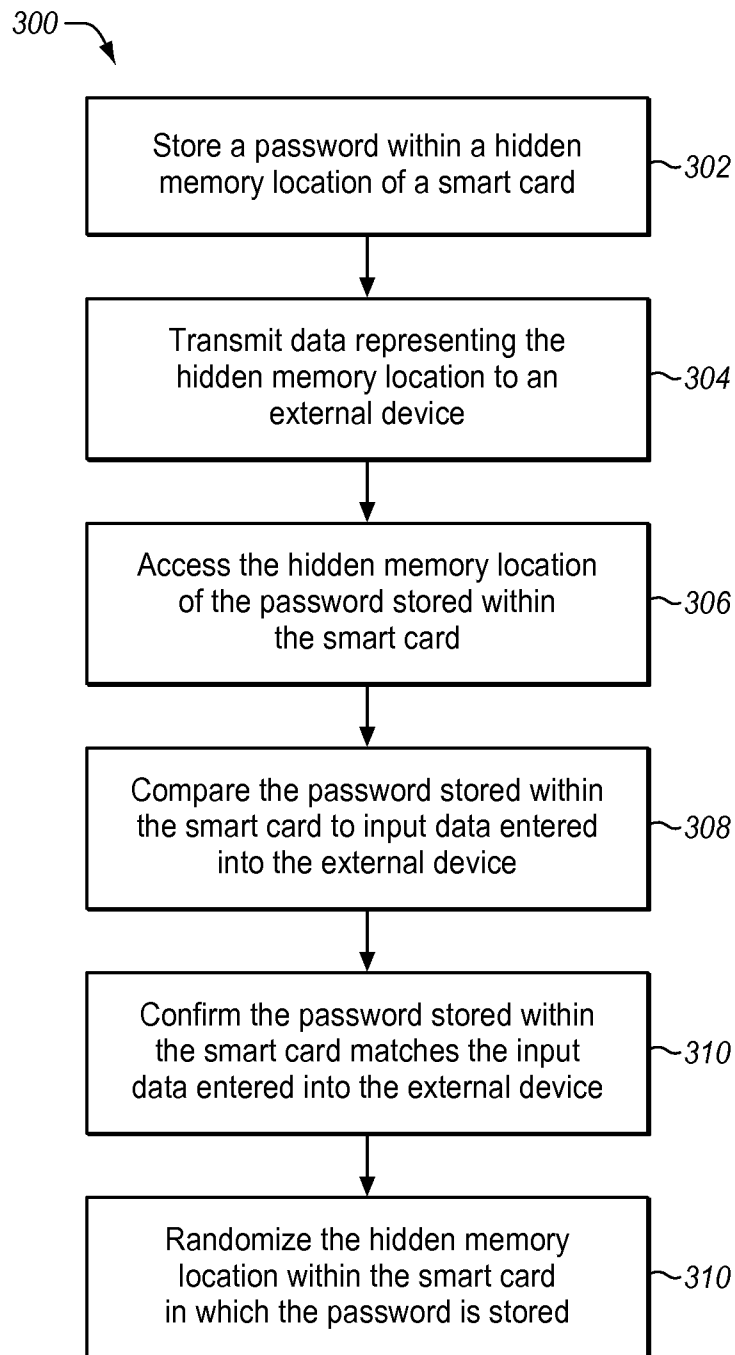 300
Store a password within a hidden
memory location of a smart card
302
Transmit data representing the
hidden memory location to an
external device
304
Access the hidden memory location
of the password stored within
the smart card
306
Compare the password stored within
the smart card to input data entered
into the external device
308
Confirm the password stored within
the smart card matches the input
data entered into the external device
310
Randomize the hidden memory
location within the smart card
in which the password is stored
310